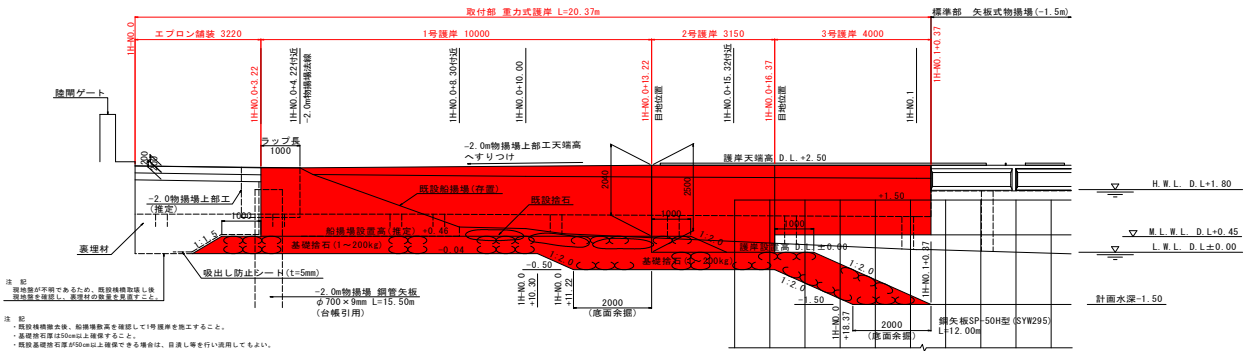 取付部 重力式護岸 L=20.37m
標準部 矢板式物揚場(-1.5m)
エプロン舗装 3220
1号護岸 10000
2号護岸 3150
3号護岸 4000
1H-NO.0
1H-NO.0+3.22
1H-NO.0+4.22付近
-2.0m物揚場法線
1H-NO.0+8.30付近
1H-NO.0+10.00
1H-NO.0+13.22
目地位置
1H-NO.0+15.32付近
1H-NO.0+16.37
目地位置
1H-NO.1
1H-NO.1+0.37
陸閘ゲート
200
ラップ長
1000
-2.0m物揚場上部工天端高
へすりつけ
護岸天端高 D.L.+2.50
2040
2500
既設船揚場(存置)
既設捨石
+1.50
H.W.L. D.L+1.80
-2.0物揚場上部工
(推定)
1000
船揚場設置高(推定) +0.46
1000
1000
M.L.W.L. D.L+0.45
裏埋材
1:1.5
基礎捨石(1~200kg)
-0.04
1:2.0
護岸設置高 D.L.±0.00
L.W.L. D.L±0.00
吸出し防止シード(t=5mm)
-0.50
1:2.0
基礎捨石(5~200kg)
1:2.0
1:2.0
1H-NO.1+0.37
注 記
現地盤が不明であるため、既設桟橋取壊し後
現地盤を確認し、裏埋材の数量を見直すこと。
-2.0m物揚場 鋼管矢板
φ700×9mm L=15.50m
(台帳引用)
1H-NO.0
+10.30
1H-NO.0
+11.22
2000
(底面余掘)
-1.50
1H-NO.0
+18.37
2000
(底面余掘)
計画水深-1.50
鋼矢板SP-50H型(SYW295)
L=12.00m
注 記
・既設桟橋撤去後、船揚場敷高を確認して1号護岸を施工すること。
・基礎捨石厚は50cm以上確保すること。
・既設基礎捨石厚が50cm以上確保できる場合は、目潰し等を行い流用してもよい。